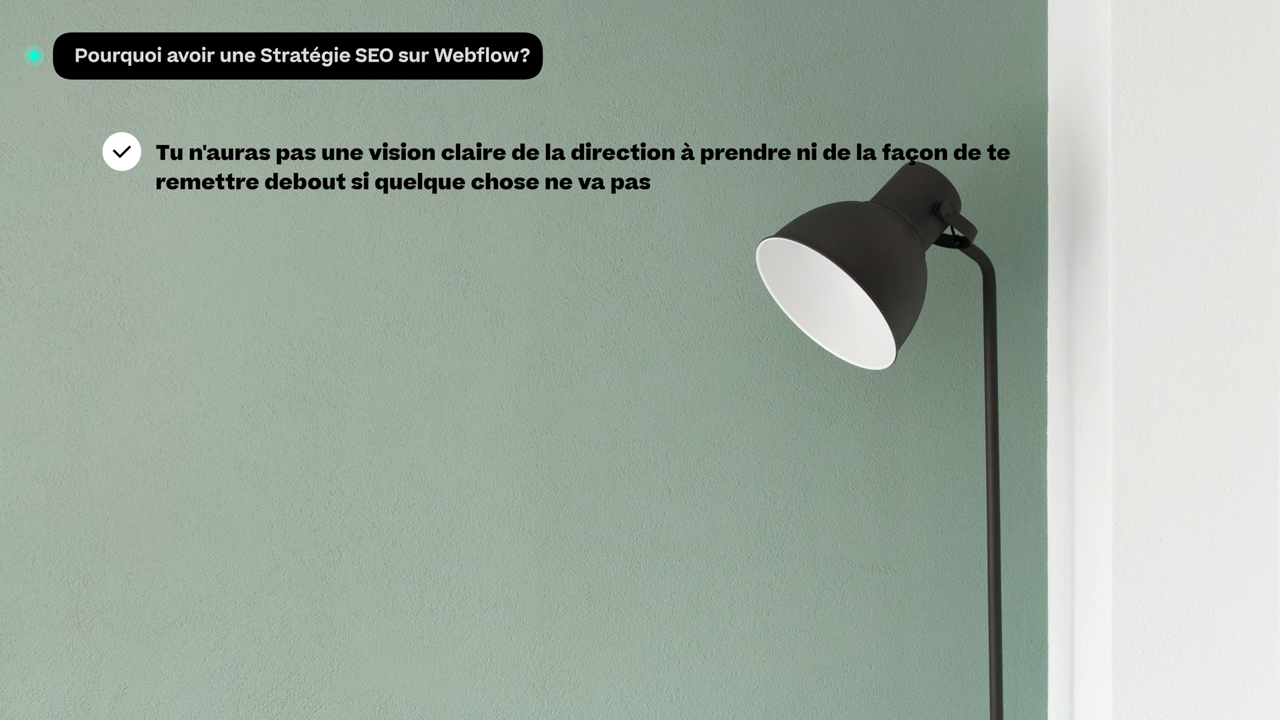 Pourquoi avoir une Stratégie SEO sur Webflow?
Tu n'auras pas une vision claire de la direction à prendre ni de la façon de te
remettre debout si quelque chose ne va pas